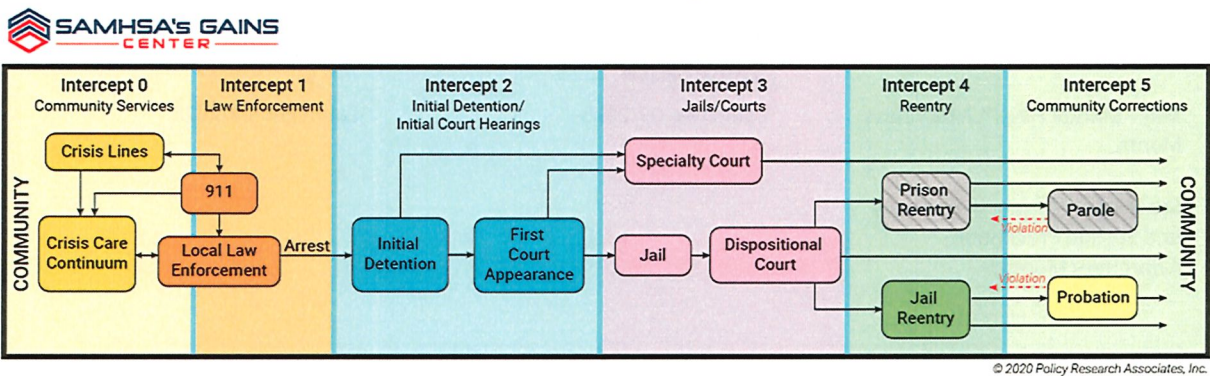 SAMHSA's GAINS
CENTER
Intercept 0
Community Services
Intercept 1
Law Enforcement
Intercept 2
Initial Detention/
Initial Court Hearings
Intercept 3
Jails/Courts
Intercept 4
Reentry
Intercept 5
Community Corrections
COMMUNITY
Crisis Lines
911
Crisis Care
Continuum
Local Law
Enforcement
Arrest
Initial
Detention
First
Court
Appearance
Specialty Court
Jail
Dispositional
Court
Prison
Reentry
Violation
Parole
Jail
Reentry
Violation
Probation
COMMUNITY
© 2020 Policy Research Associates, Inc.